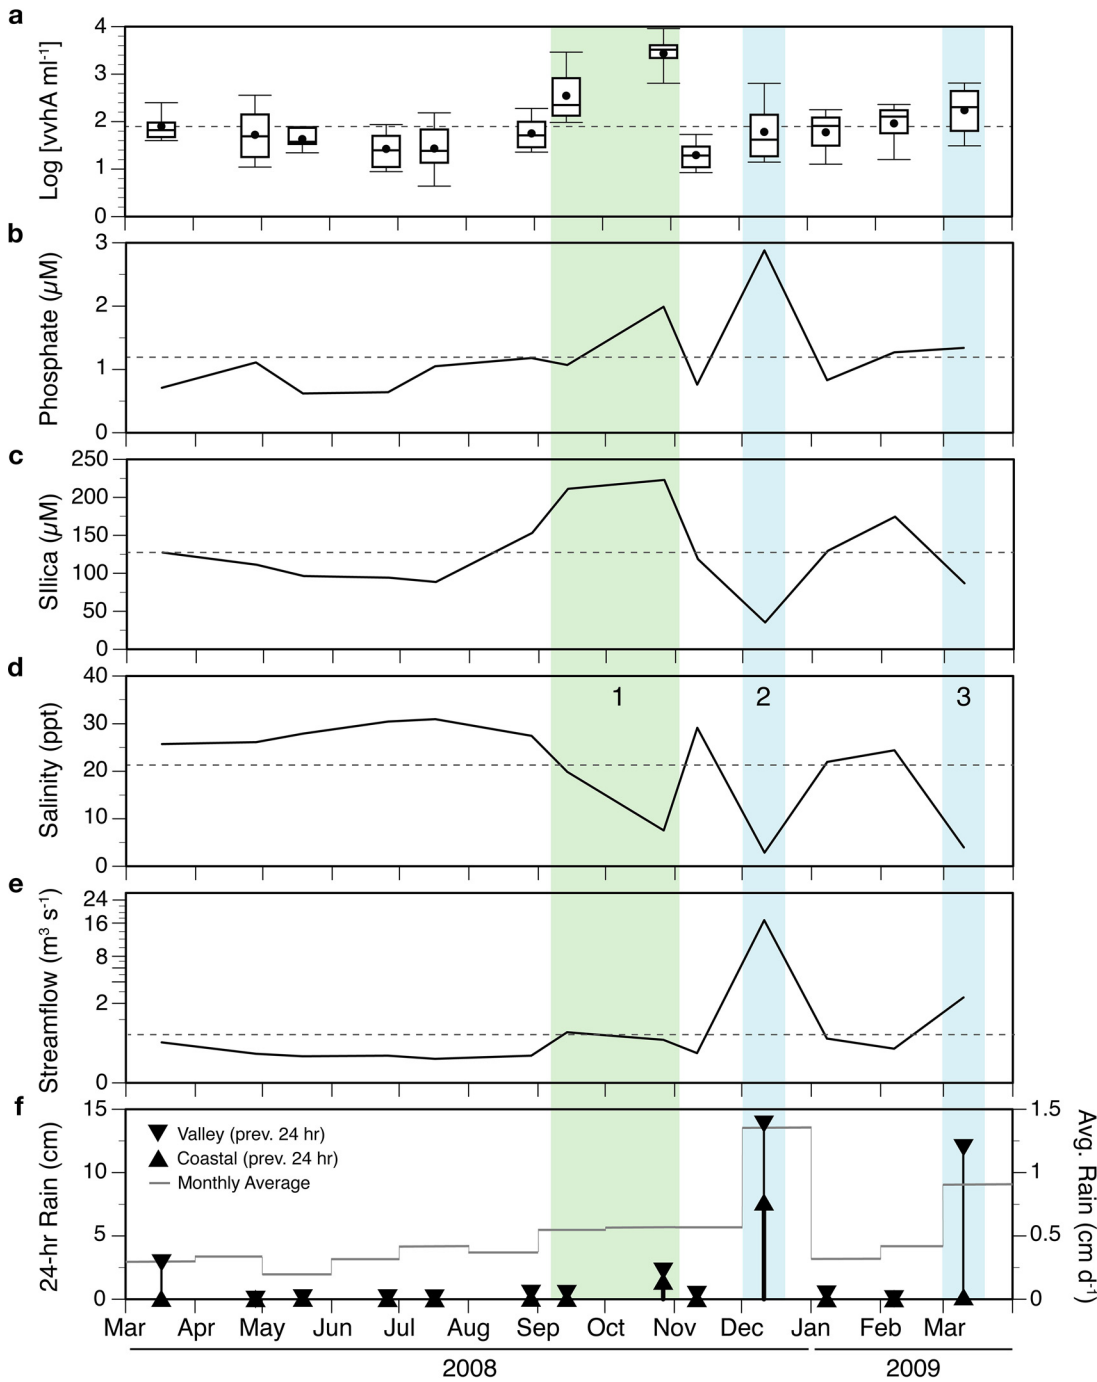 a
Log [vvhA ml-1]
4
3
2
1
0
b
Phosphate (µM)
3
2
1
0
c
SIlica (µM)
250
200
150
100
50
0
d
Salinity (ppt)
40
30
20
10
0
1
2
3
e
Streamflow (m3 s-1)
24
16
8
2
0
f
24-hr Rain (cm)
15
10
5
0
Valley (prev. 24 hr)
Coastal (prev. 24 hr)
Monthly Average
1.5
1
0.5
0
Avg. Rain (cm d-1)
Mar Apr May Jun Jul Aug Sep Oct Nov Dec Jan Feb Mar
2008 2009